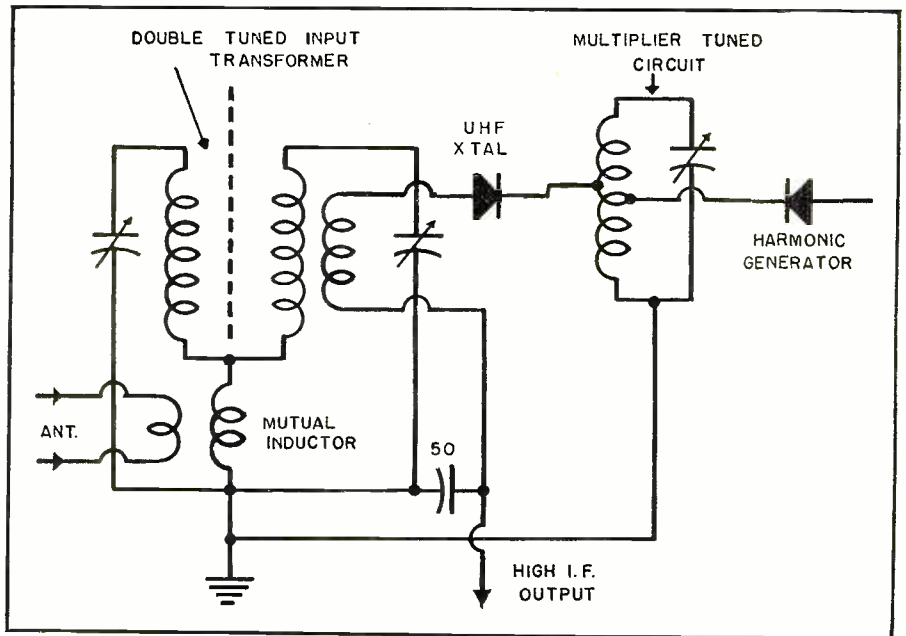 DOUBLE TUNED INPUT
TRANSFORMER
MULTIPLIER TUNED
CIRCUIT
UHF
XTAL
HARMONIC
GENERATOR
ANT.
MUTUAL
INDUCTOR
50
HIGH I.F.
OUTPUT